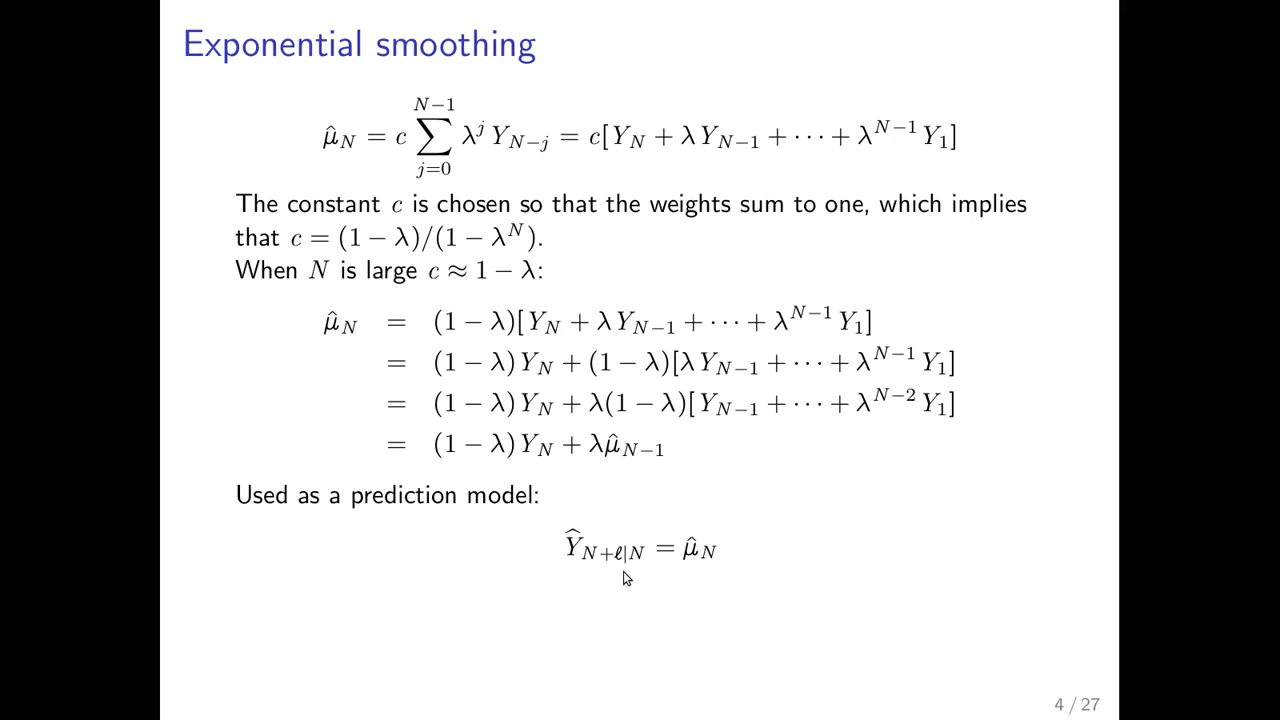 Exponential smoothing
μ̂_N = c ∑_{j=0}^{N−1} λ^j Y_{N−j} = c[Y_N + λY_{N−1} + ··· + λ^{N−1}Y_1]
The constant c is chosen so that the weights sum to one, which implies
that c = (1 − λ)/(1 − λ^N).
When N is large c ≈ 1 − λ:
μ̂_N = (1 − λ)[Y_N + λY_{N−1} + ··· + λ^{N−1}Y_1]
= (1 − λ)Y_N + (1 − λ)[λY_{N−1} + ··· + λ^{N−1}Y_1]
= (1 − λ)Y_N + λ(1 − λ)[Y_{N−1} + ··· + λ^{N−2}Y_1]
= (1 − λ)Y_N + λμ̂_{N−1}
Used as a prediction model:
Ŷ_{N+ℓ|N} = μ̂_N
4 / 27